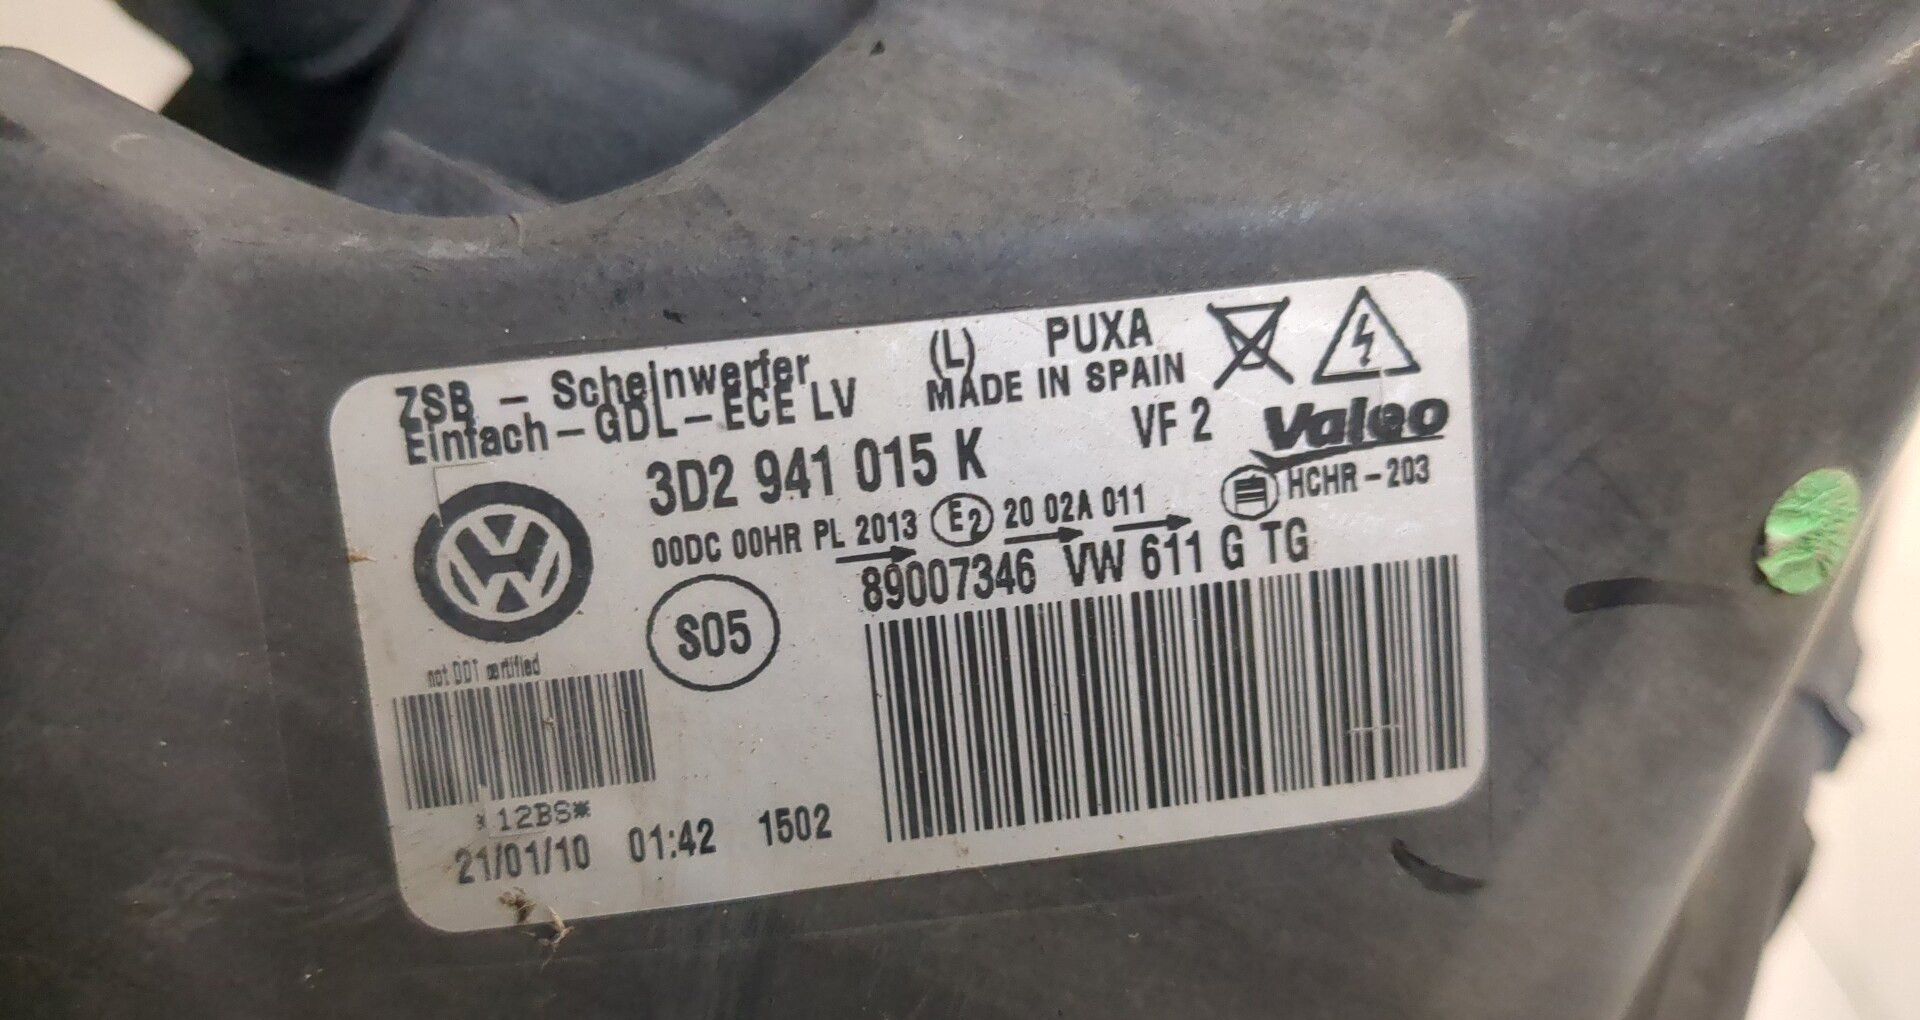 ZSB - Scheinwerfer (L) PUXA
Einfach-GDL-ECE LV MADE IN SPAIN
3D2 941 015 K VF 2 Valeo
00DC 00HR PL 2013 E2 20 02A 011 HCHR-203
89007346 VW 611 G TG
S05
not DDT certified
*12BS*
21/01/10 01:42 1502